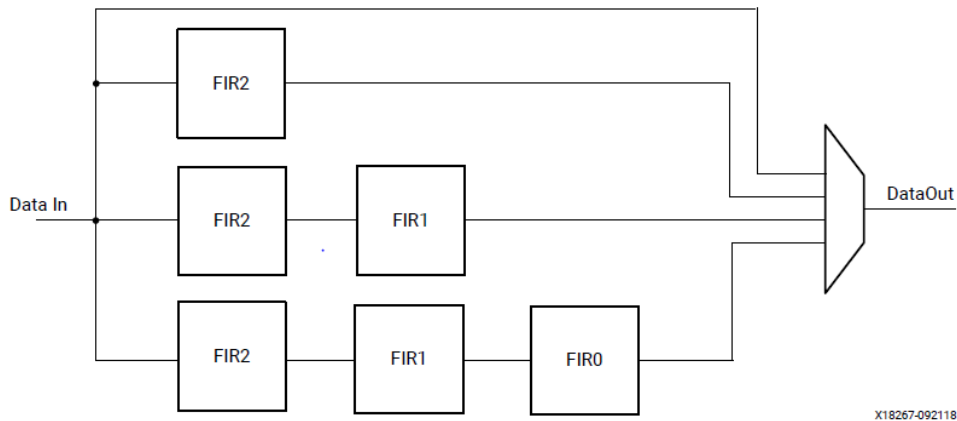 FIR2
Data In
FIR2
FIR1
DataOut
FIR2
FIR1
FIR0
X18267-092118